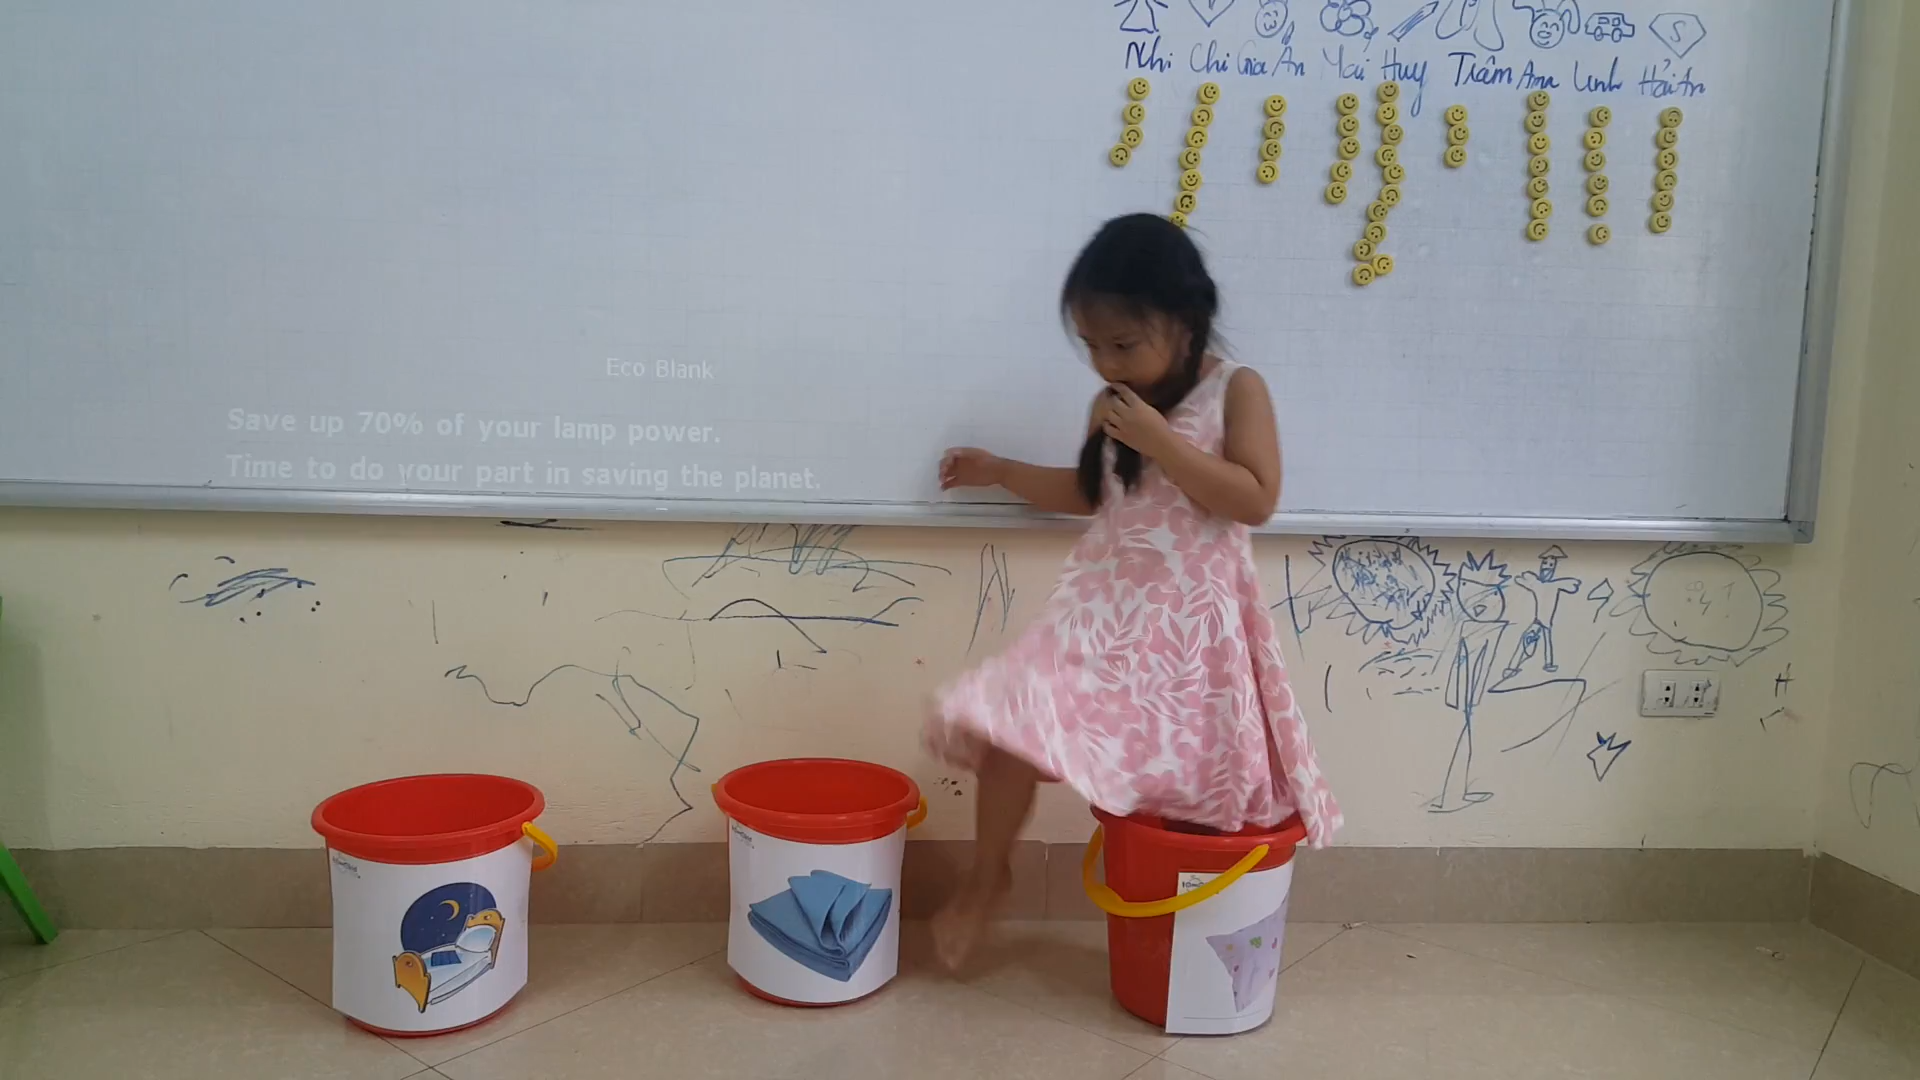 Nhi Chi Gia An Mai Huy Trâm Anna Linh Hải An
Eco Blank
Save up 70% of your lamp power.
Time to do your part in saving the planet.